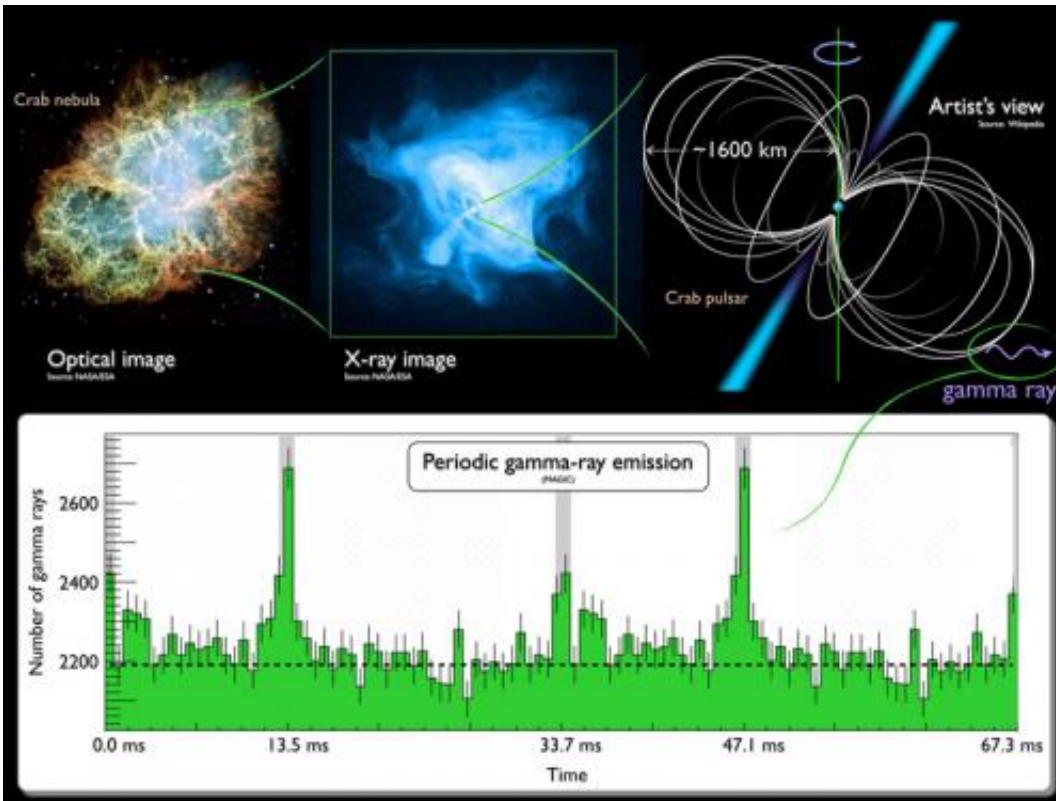 Crab nebula
Optical image
Source: NASA/ESA
X-ray image
Source: NASA/ESA
Artist's view
Source: Wikipedia
~1600 km
Crab pulsar
gamma ray
Periodic gamma-ray emission
(MAGIC)
Number of gamma rays
2600
2400
2200
0.0 ms
13.5 ms
33.7 ms
47.1 ms
67.3 ms
Time